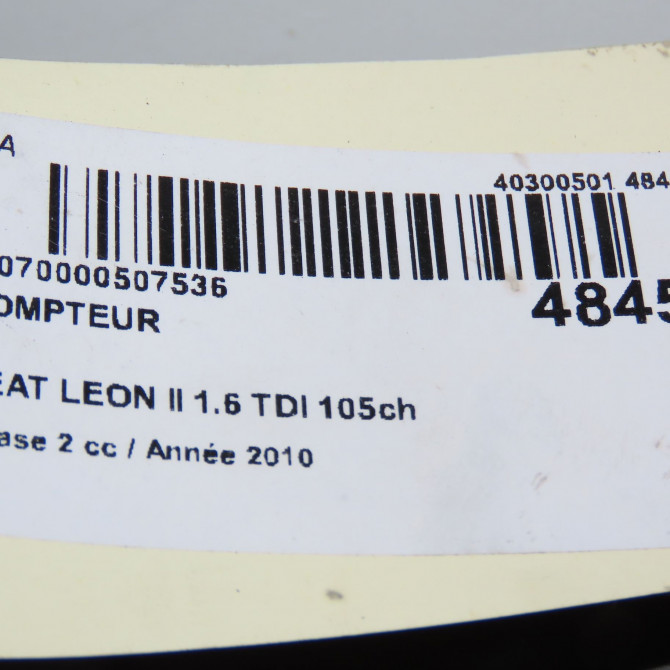 A
40300501 484
070000507536
4845
OMPTEUR
EAT LEON II 1.6 TDI 105ch
ase 2 cc / Année 2010